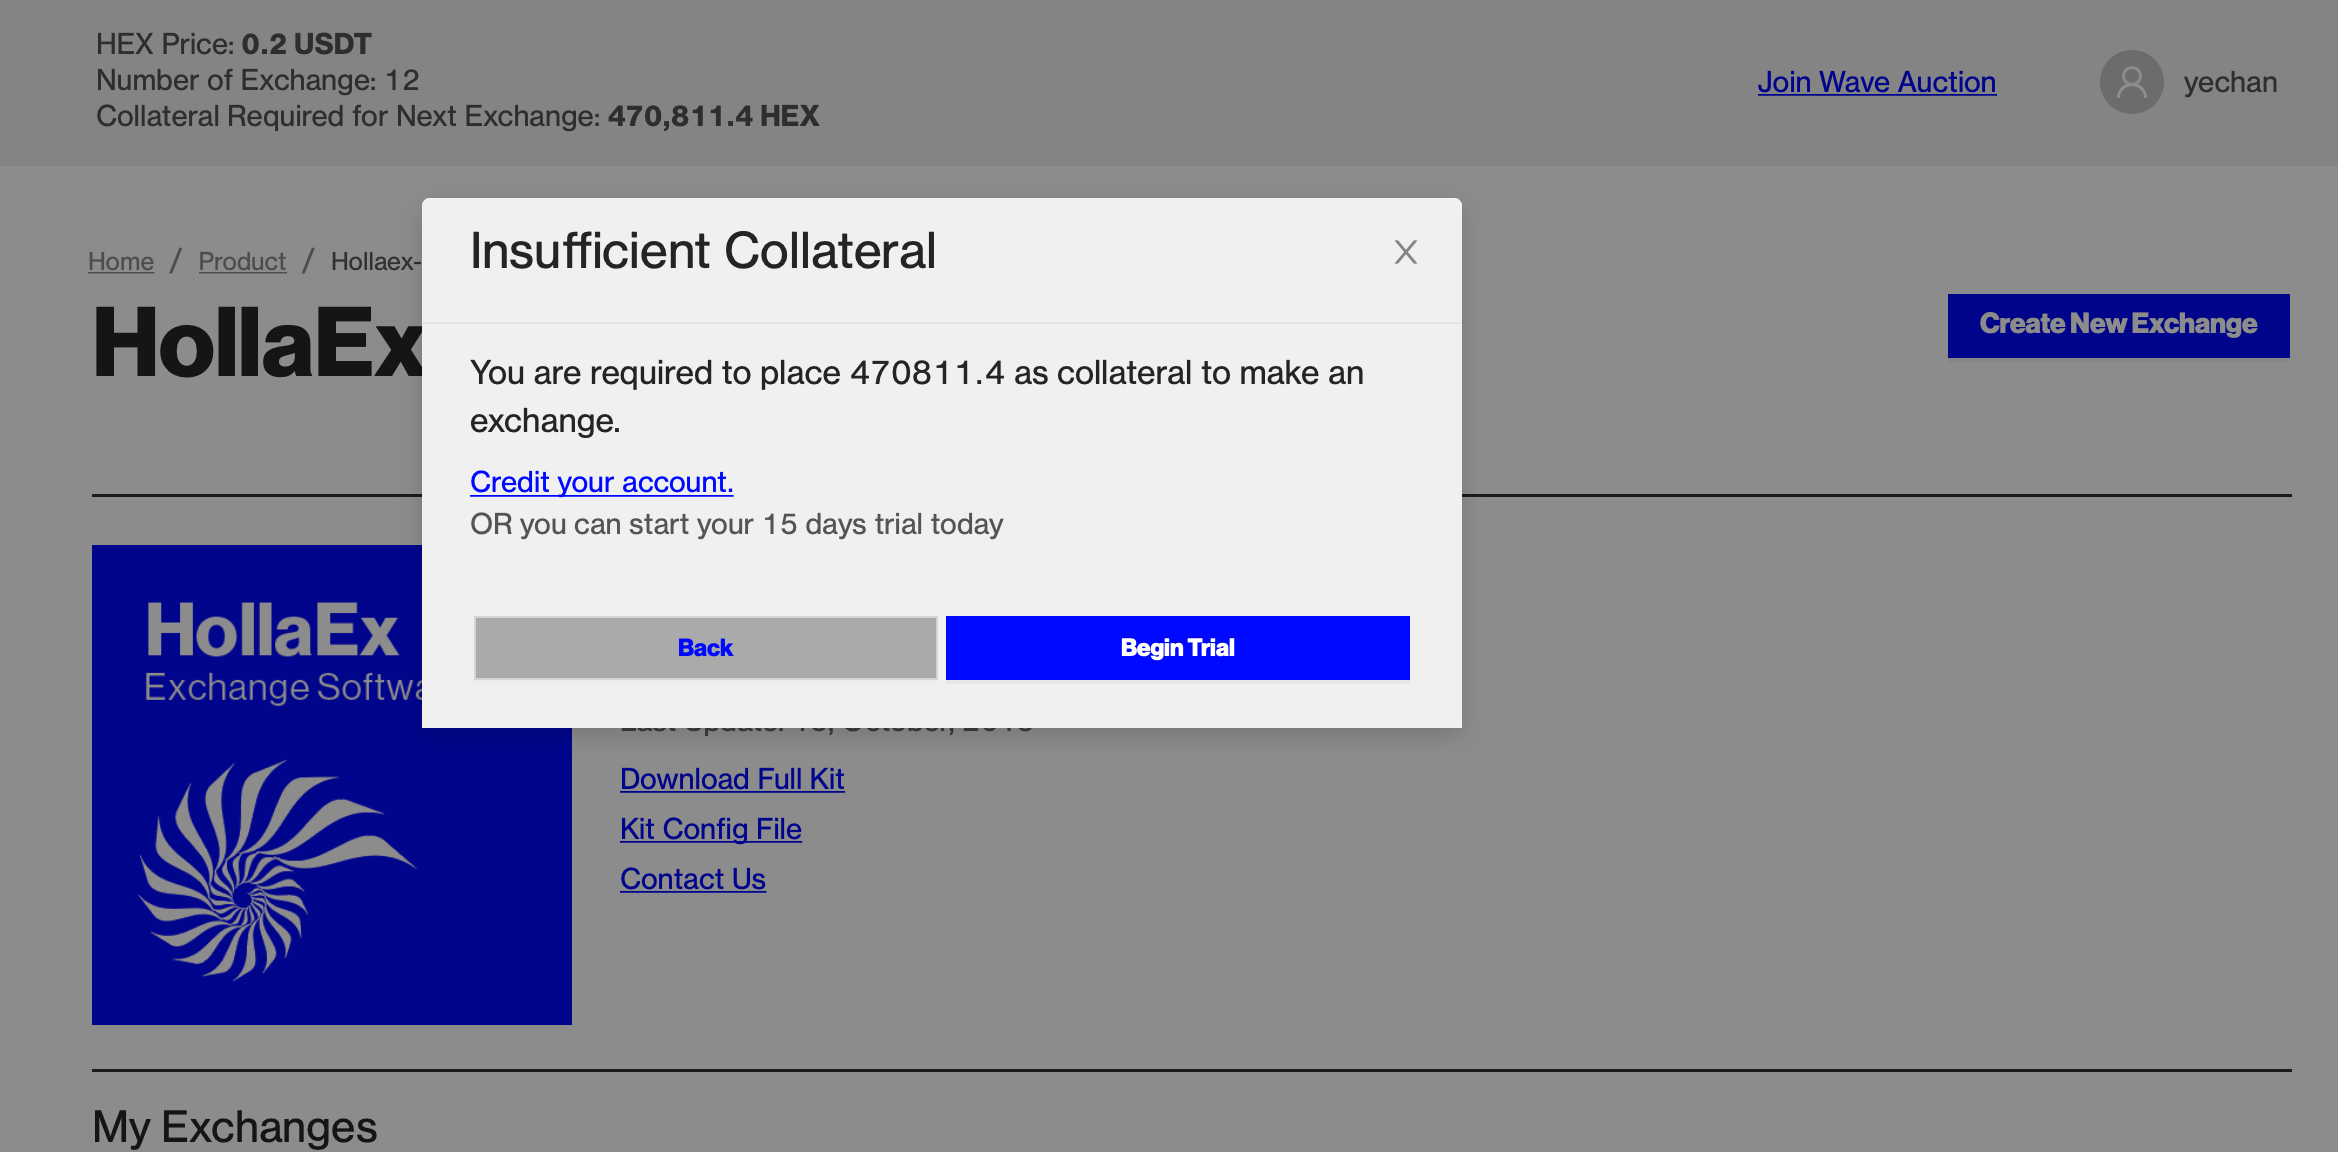 HEX Price: 0.2 USDT
Number of Exchange: 12
Collateral Required for Next Exchange: 470,811.4 HEX
Join Wave Auction
yechan
Home / Product / Hollaex-
HollaEx
Create New Exchange
Insufficient Collateral
X
You are required to place 470811.4 as collateral to make an
exchange.
Credit your account.
OR you can start your 15 days trial today
Back
Begin Trial
HollaEx
Exchange Softwa
Download Full Kit
Kit Config File
Contact Us
My Exchanges